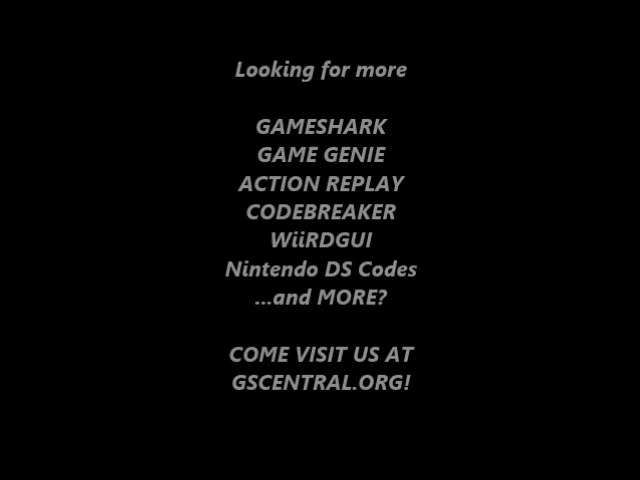 Looking for more
GAMESHARK
GAME GENIE
ACTION REPLAY
CODEBREAKER
WiiRDGUI
Nintendo DS Codes
...and MORE?
COME VISIT US AT
GSCENTRAL.ORG!